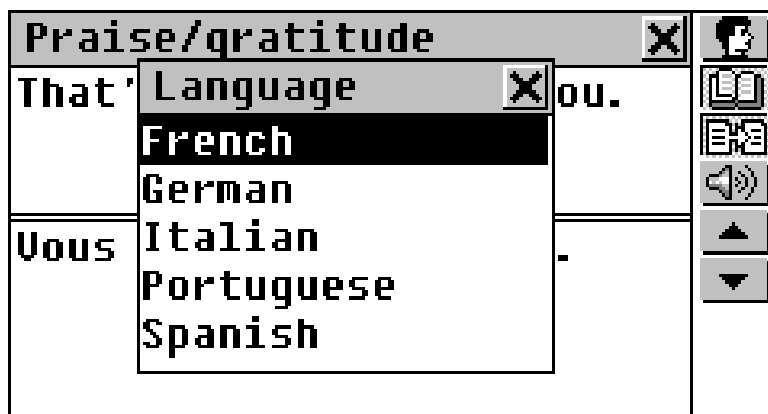 Praise/gratitude
That' ou.
Language
French
German
Italian
Portuguese
Spanish
Vous .